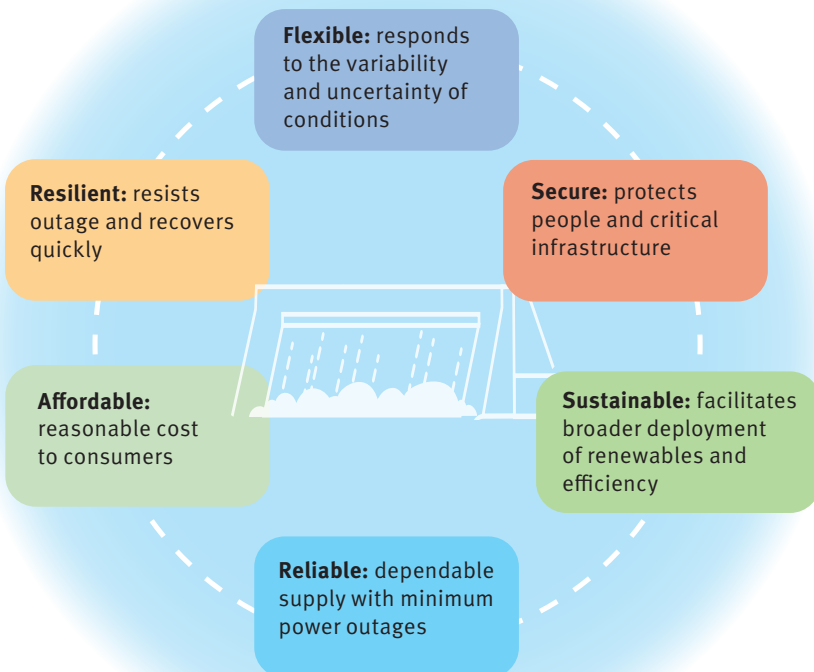 Flexible: responds
to the variability
and uncertainty of
conditions
Resilient: resists
outage and recovers
quickly
Secure: protects
people and critical
infrastructure
Affordable:
reasonable cost
to consumers
Sustainable: facilitates
broader deployment
of renewables and
efficiency
Reliable: dependable
supply with minimum
power outages